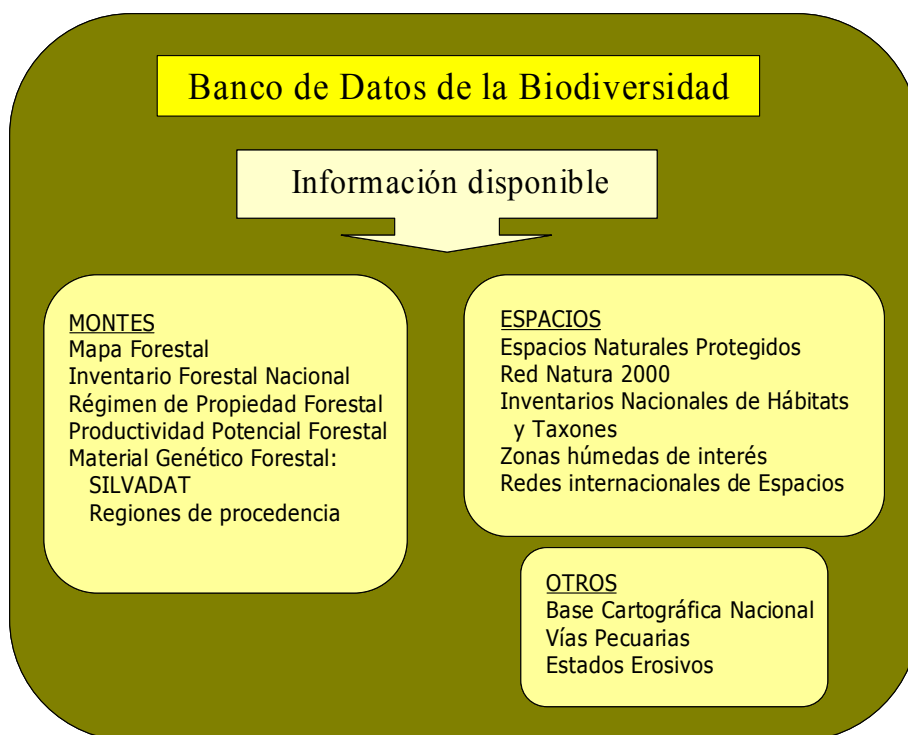 Banco de Datos de la Biodiversidad
Información disponible
MONTES
Mapa Forestal
Inventario Forestal Nacional
Régimen de Propiedad Forestal
Productividad Potencial Forestal
Material Genético Forestal:
SILVADAT
Regiones de procedencia
ESPACIOS
Espacios Naturales Protegidos
Red Natura 2000
Inventarios Nacionales de Hábitats
y Taxones
Zonas húmedas de interés
Redes internacionales de Espacios
OTROS
Base Cartográfica Nacional
Vías Pecuarias
Estados Erosivos